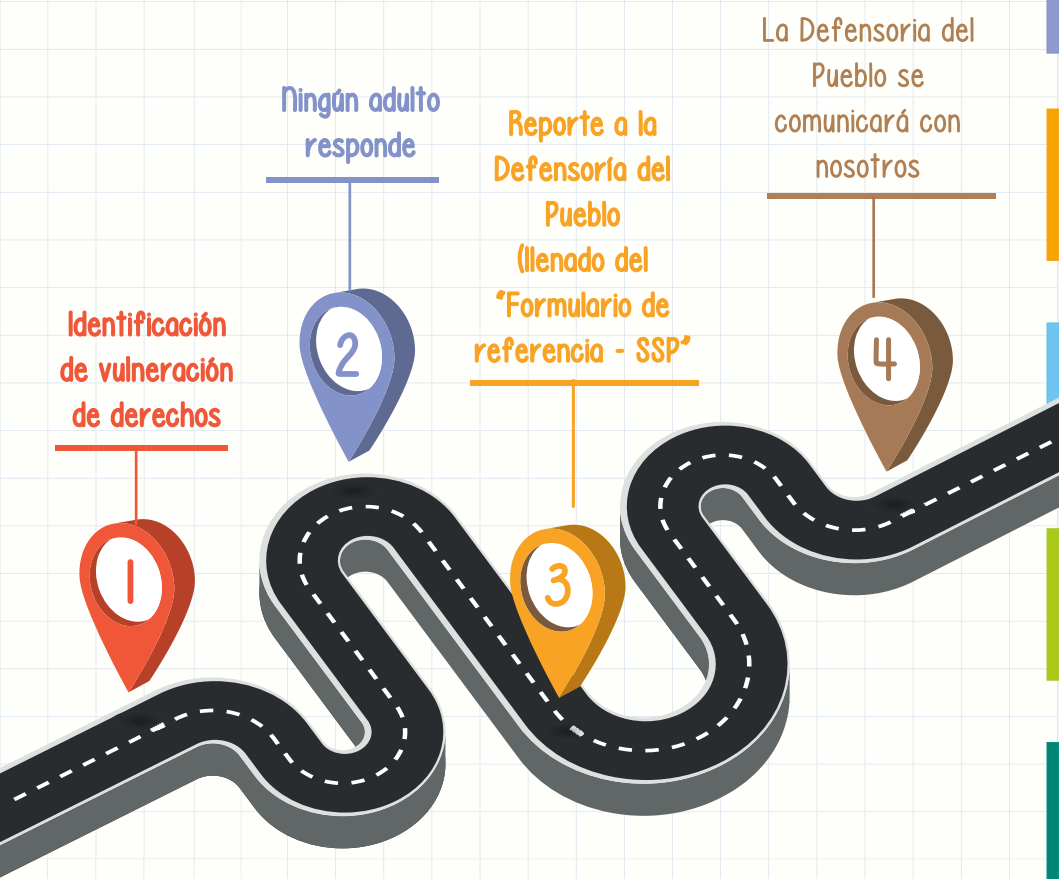 Identificación
de vulneración
de derechos
1
Ningún adulto
responde
2
Reporte a la
Defensoría del
Pueblo
(llenado del
“Formulario de
referencia - SSP”
3
La Defensoria del
Pueblo se
comunicará con
nosotros
4